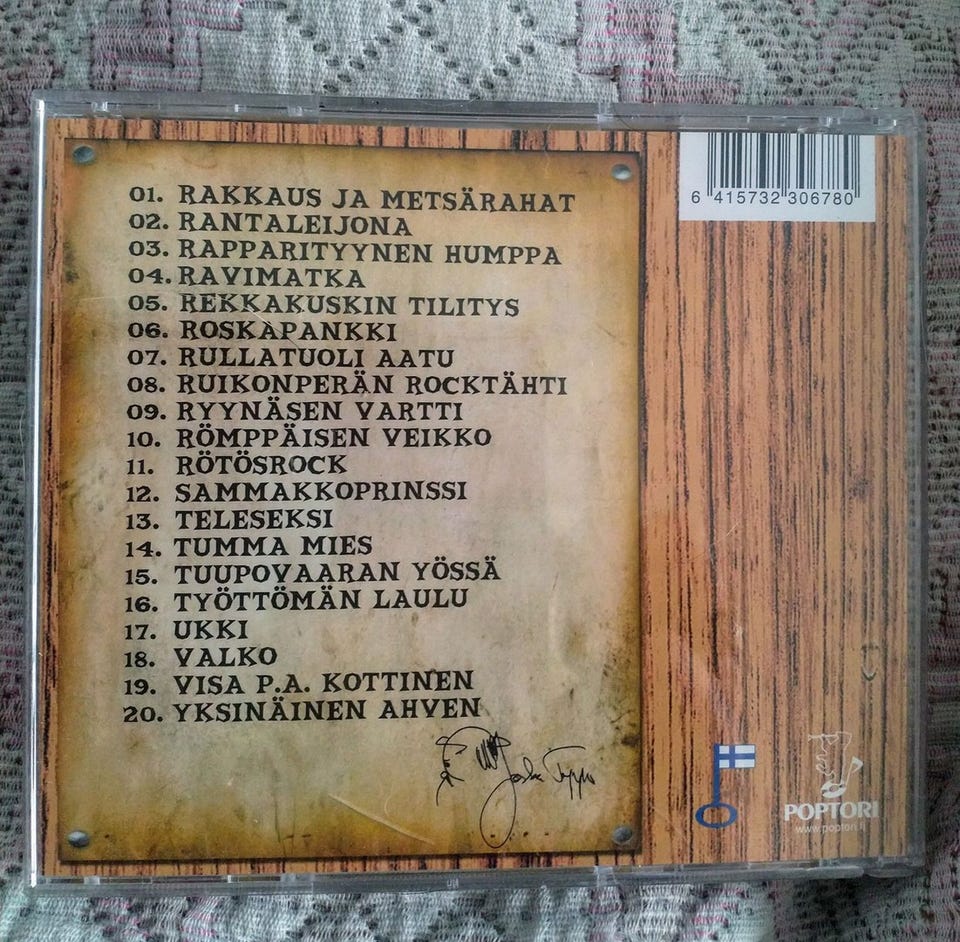 01. RAKKAUS JA METSÄRAHAT
02. RANTALEIJONA
03. RAPPARITYYNEN HUMPPA
04. RAVIMATKA
05. REKKAKUSKIN TILITYS
06. ROSKAPANKKI
07. RULLATUOLI AATU
08. RUIKONPERÄN ROCKTÄHTI
09. RYYNÄSEN VARTTI
10. RÖMPPÄISEN VEIKKO
11. RÖTÖSROCK
12. SAMMAKKOPRINSSI
13. TELESEKSI
14. TUMMA MIES
15. TUUPOVAARAN YÖSSÄ
16. TYÖTTÖMÄN LAULU
17. UKKI
18. VALKO
19. VISA P.A. KOTTINEN
20. YKSINÄINEN AHVEN
6 415732 306780
POPTORI
www.poptori.fi